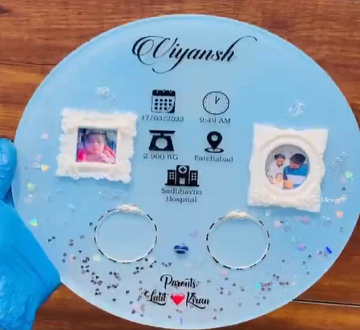 Viyansh
17/03/2023 9:49 AM
2.900 KG Fatehabad
Sadbhavna
Hospital
Parents
Lalit Kiran